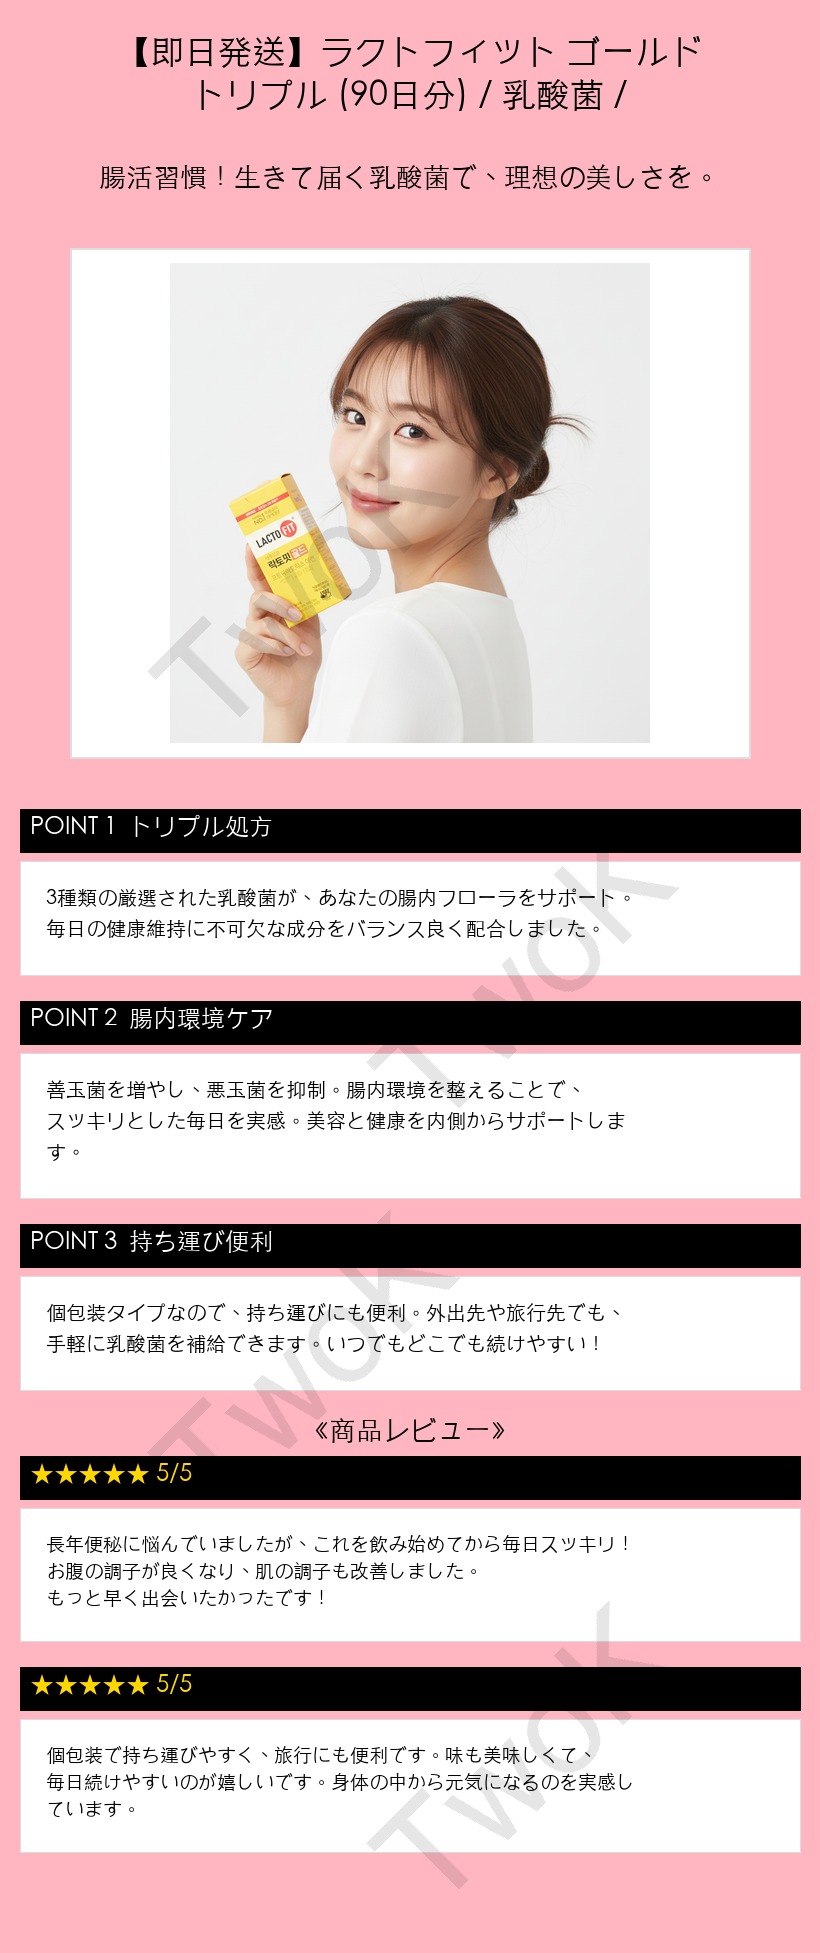 【即日発送】ラクトフィット ゴールド
トリプル (90日分) / 乳酸菌 /
腸活習慣！生きて届く乳酸菌で、理想の美しさを。
NO.1
LACTO FIT
락토핏 골드
TwoK
POINT 1 トリプル処方
3種類の厳選された乳酸菌が、あなたの腸内フローラをサポート。
毎日の健康維持に不可欠な成分をバランス良く配合しました。
TwoK
POINT 2 腸内環境ケア
善玉菌を増やし、悪玉菌を抑制。腸内環境を整えることで、
スッキリとした毎日を実感。美容と健康を内側からサポートしま
す。
POINT 3 持ち運び便利
個包装タイプなので、持ち運びにも便利。外出先や旅行先でも、
手軽に乳酸菌を補給できます。いつでもどこでも続けやすい！
TwoK
《商品レビュー》
★★★★★ 5/5
長年便秘に悩んでいましたが、これを飲み始めてから毎日スッキリ！
お腹の調子が良くなり、肌の調子も改善しました。
もっと早く出会いたかったです！
★★★★★ 5/5
個包装で持ち運びやすく、旅行にも便利です。味も美味しくて、
毎日続けやすいのが嬉しいです。身体の中から元気になるのを実感し
ています。
TwoK